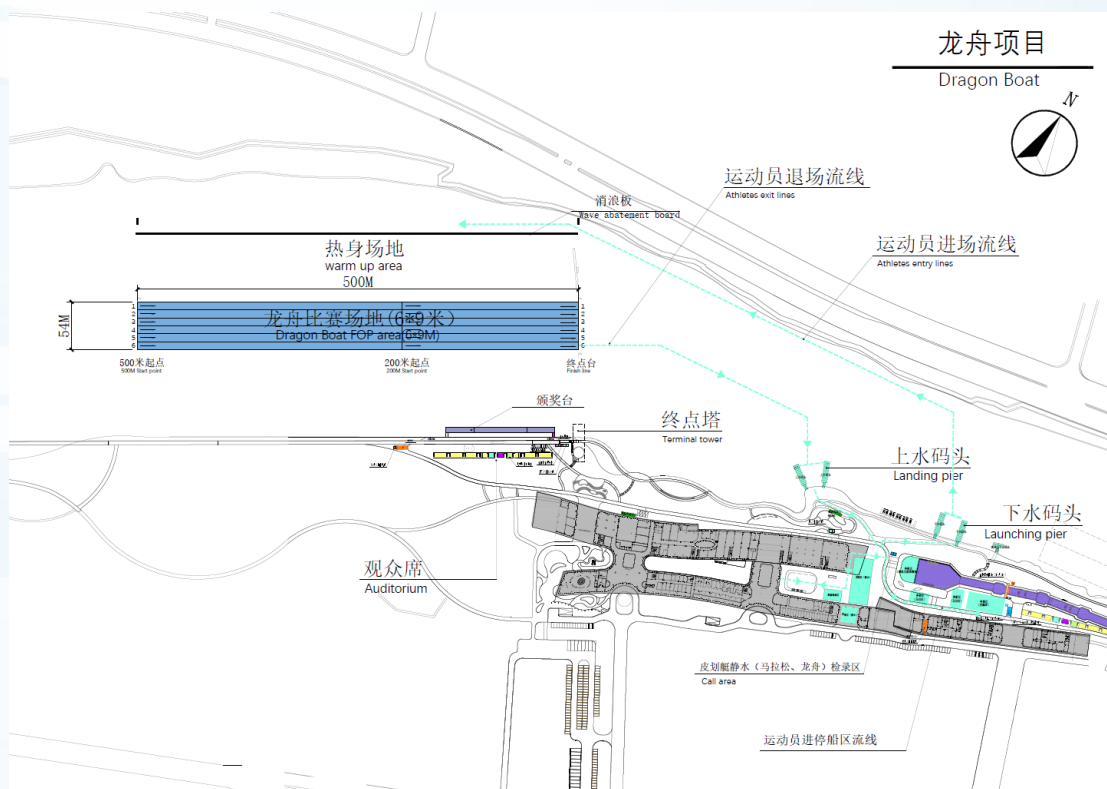 龙舟项目
Dragon Boat
N
运动员退场流线
Athletes exit lines
消浪板
Wave abatement board
运动员进场流线
Athletes entry lines
热身场地
warm up area
500M
54M
1
2
3
4
5
6
龙舟比赛场地(6*9米)
Dragon Boat FOP area(6*9M)
1
2
3
4
5
6
500米起点
500M Start point
200米起点
200M Start point
终点台
Finish line
颁奖台
终点塔
Terminal tower
上水码头
Landing pier
下水码头
Launching pier
观众席
Auditorium
皮划艇静水（马拉松、龙舟）检录区
Call area
运动员进停船区流线